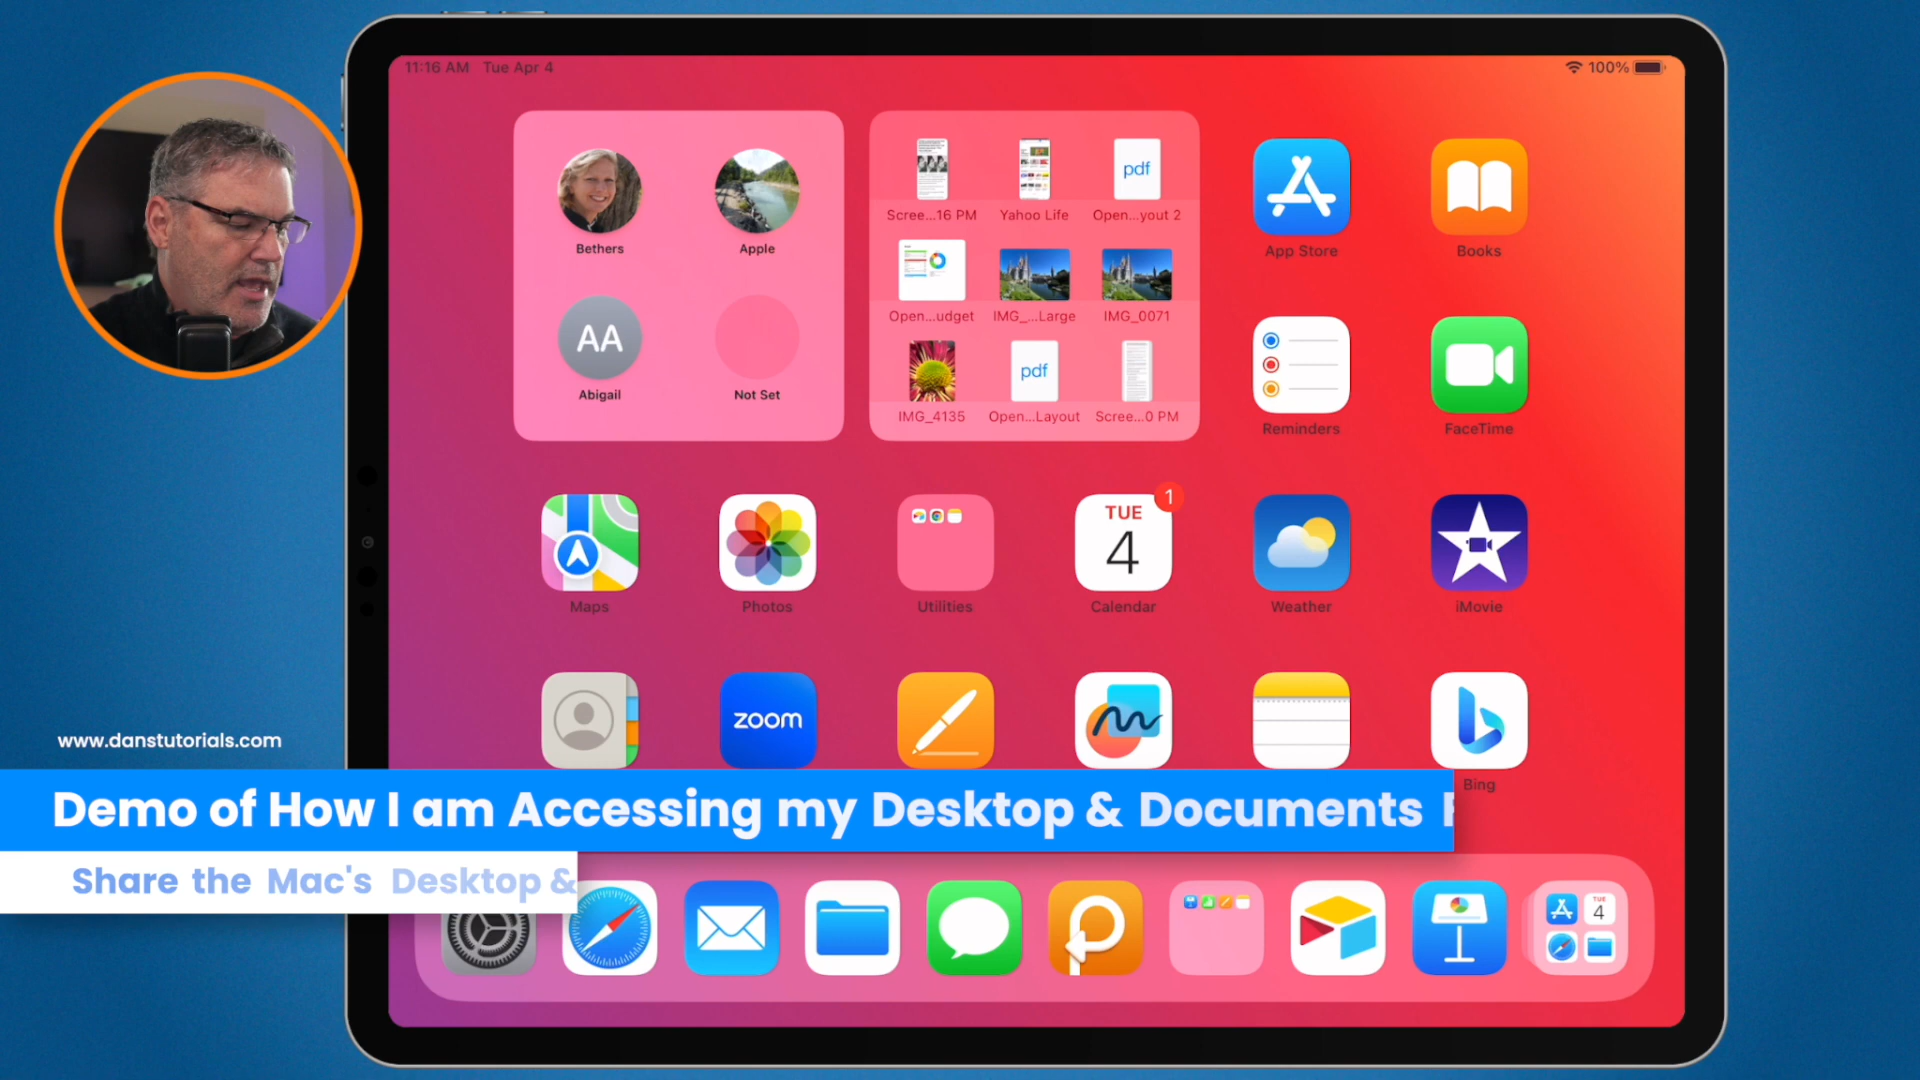 11:16 AM Tue Apr 4
100%
Bethers
Apple
AA
Abigail
Not Set
pdf
Scree...16 PM
Yahoo Life
Open...yout 2
Open...udget
IMG_...Large
IMG_0071
pdf
IMG_4135
Open...Layout
Scree...0 PM
App Store
Books
Reminders
FaceTime
Maps
Photos
Utilities
TUE
4
1
Calendar
Weather
iMovie
zoom
Bing
www.danstutorials.com
Demo of How I am Accessing my Desktop & Documents
Share the Mac's Desktop &
TUE
4